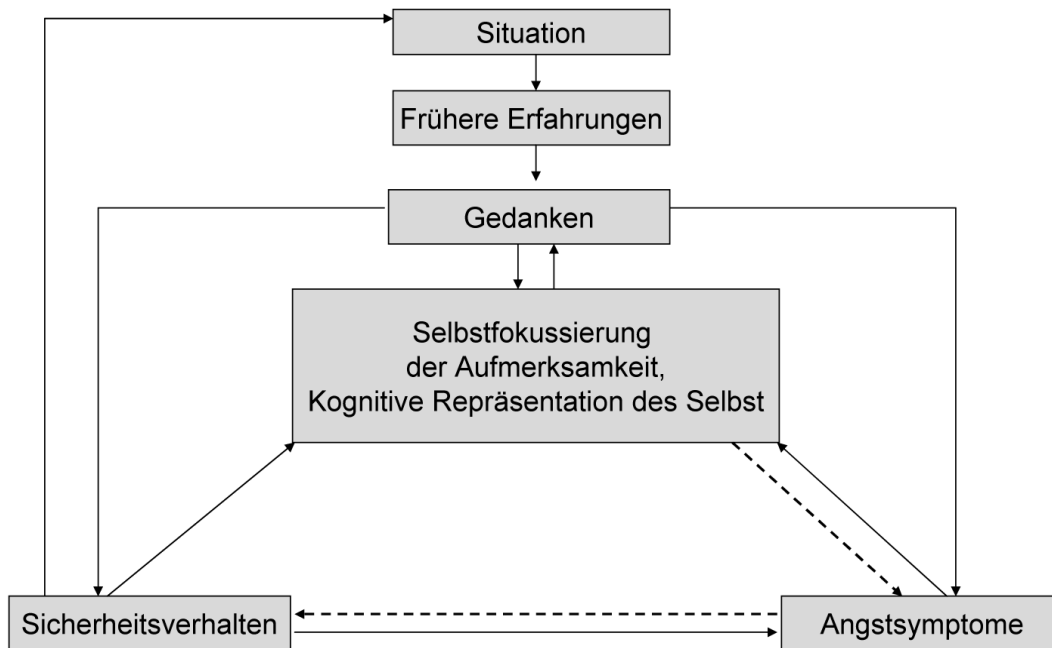 Situation
Frühere Erfahrungen
Gedanken
Selbstfokussierung
der Aufmerksamkeit,
Kognitive Repräsentation des Selbst
Sicherheitsverhalten
Angstsymptome